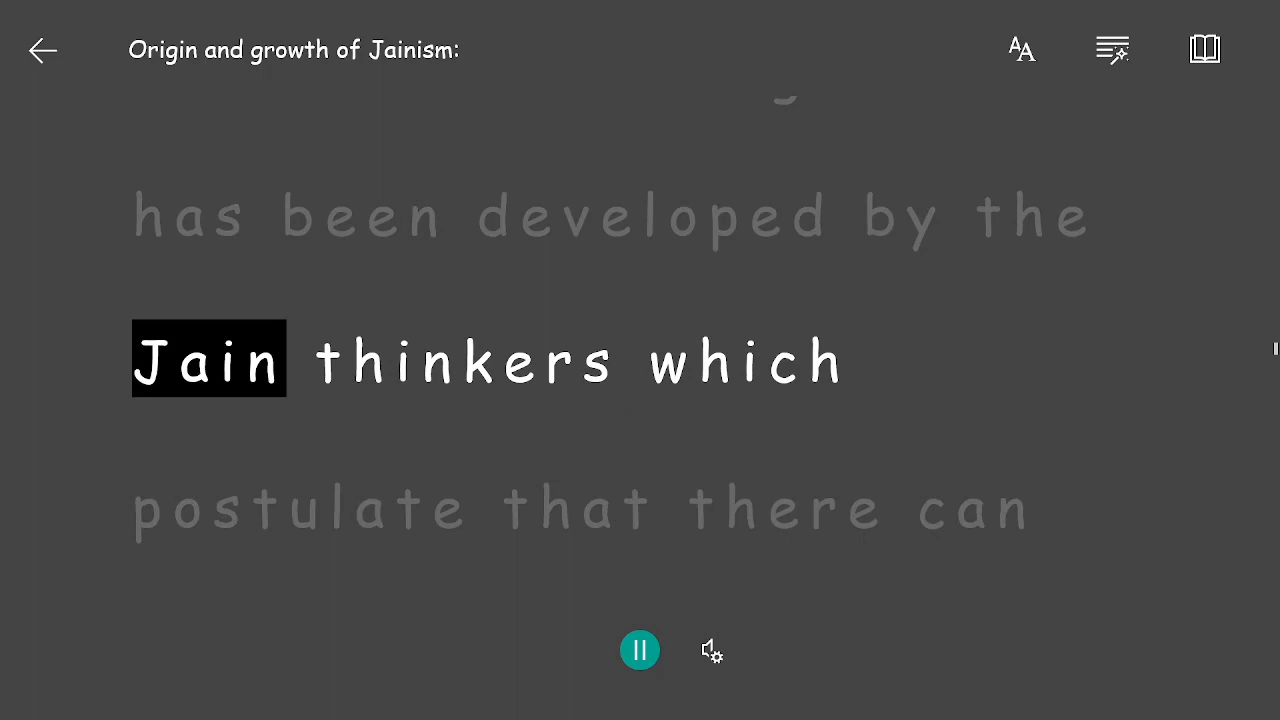 Origin and growth of Jainism:
has been developed by the
Jain thinkers which
postulate that there can